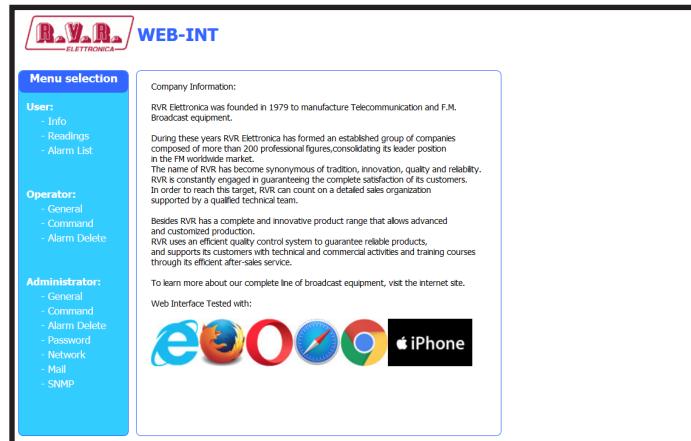 R.V.R.
ELETTRONICA
WEB-INT
Menu selection
User:
- Info
- Readings
- Alarm List
Operator:
- General
- Command
- Alarm Delete
Administrator:
- General
- Command
- Alarm Delete
- Password
- Network
- Mail
- SNMP
Company Information:
RVR Elettronica was founded in 1979 to manufacture Telecommunication and F.M.
Broadcast equipment.
During these years RVR Elettronica has formed an established group of companies
composed of more than 200 professional figures,consolidating its leader position
in the FM worldwide market.
The name of RVR has become synonymous of tradition, innovation, quality and reliability.
RVR is constantly engaged in guaranteeing the complete satisfaction of its customers.
In order to reach this target, RVR can count on a detailed sales organization
supported by a qualified technical team.
Besides RVR has a complete and innovative product range that allows advanced
and customized production.
RVR uses an efficient quality control system to guarantee reliable products,
and supports its customers with technical and commercial activities and training courses
through its efficient after-sales service.
To learn more about our complete line of broadcast equipment, visit the internet site.
Web Interface Tested with:
iPhone